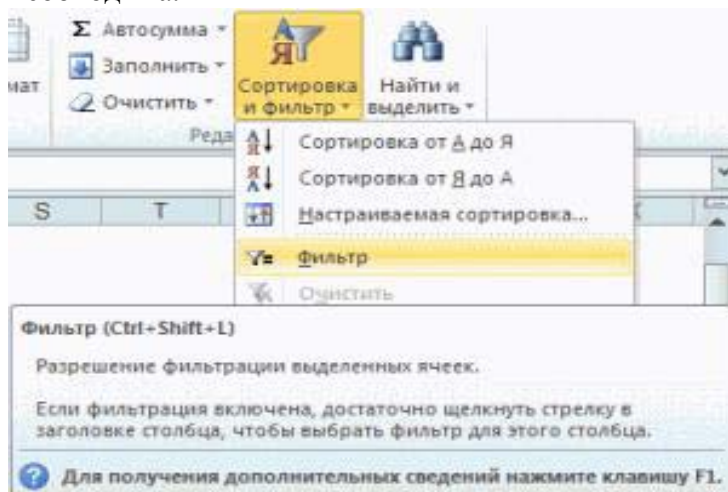 Σ Автосумма
Заполнить
Очистить
мат
Сортировка
и фильтр
Найти и
выделить
Реда
Сортировка от А до Я
Сортировка от Я до А
Настраиваемая сортировка...
S T
Фильтр
Очистить
Фильтр (Ctrl+Shift+L)
Разрешение фильтрации выделенных ячеек.
Если фильтрация включена, достаточно щелкнуть стрелку в
заголовке столбца, чтобы выбрать фильтр для этого столбца.
Для получения дополнительных сведений нажмите клавишу F1.